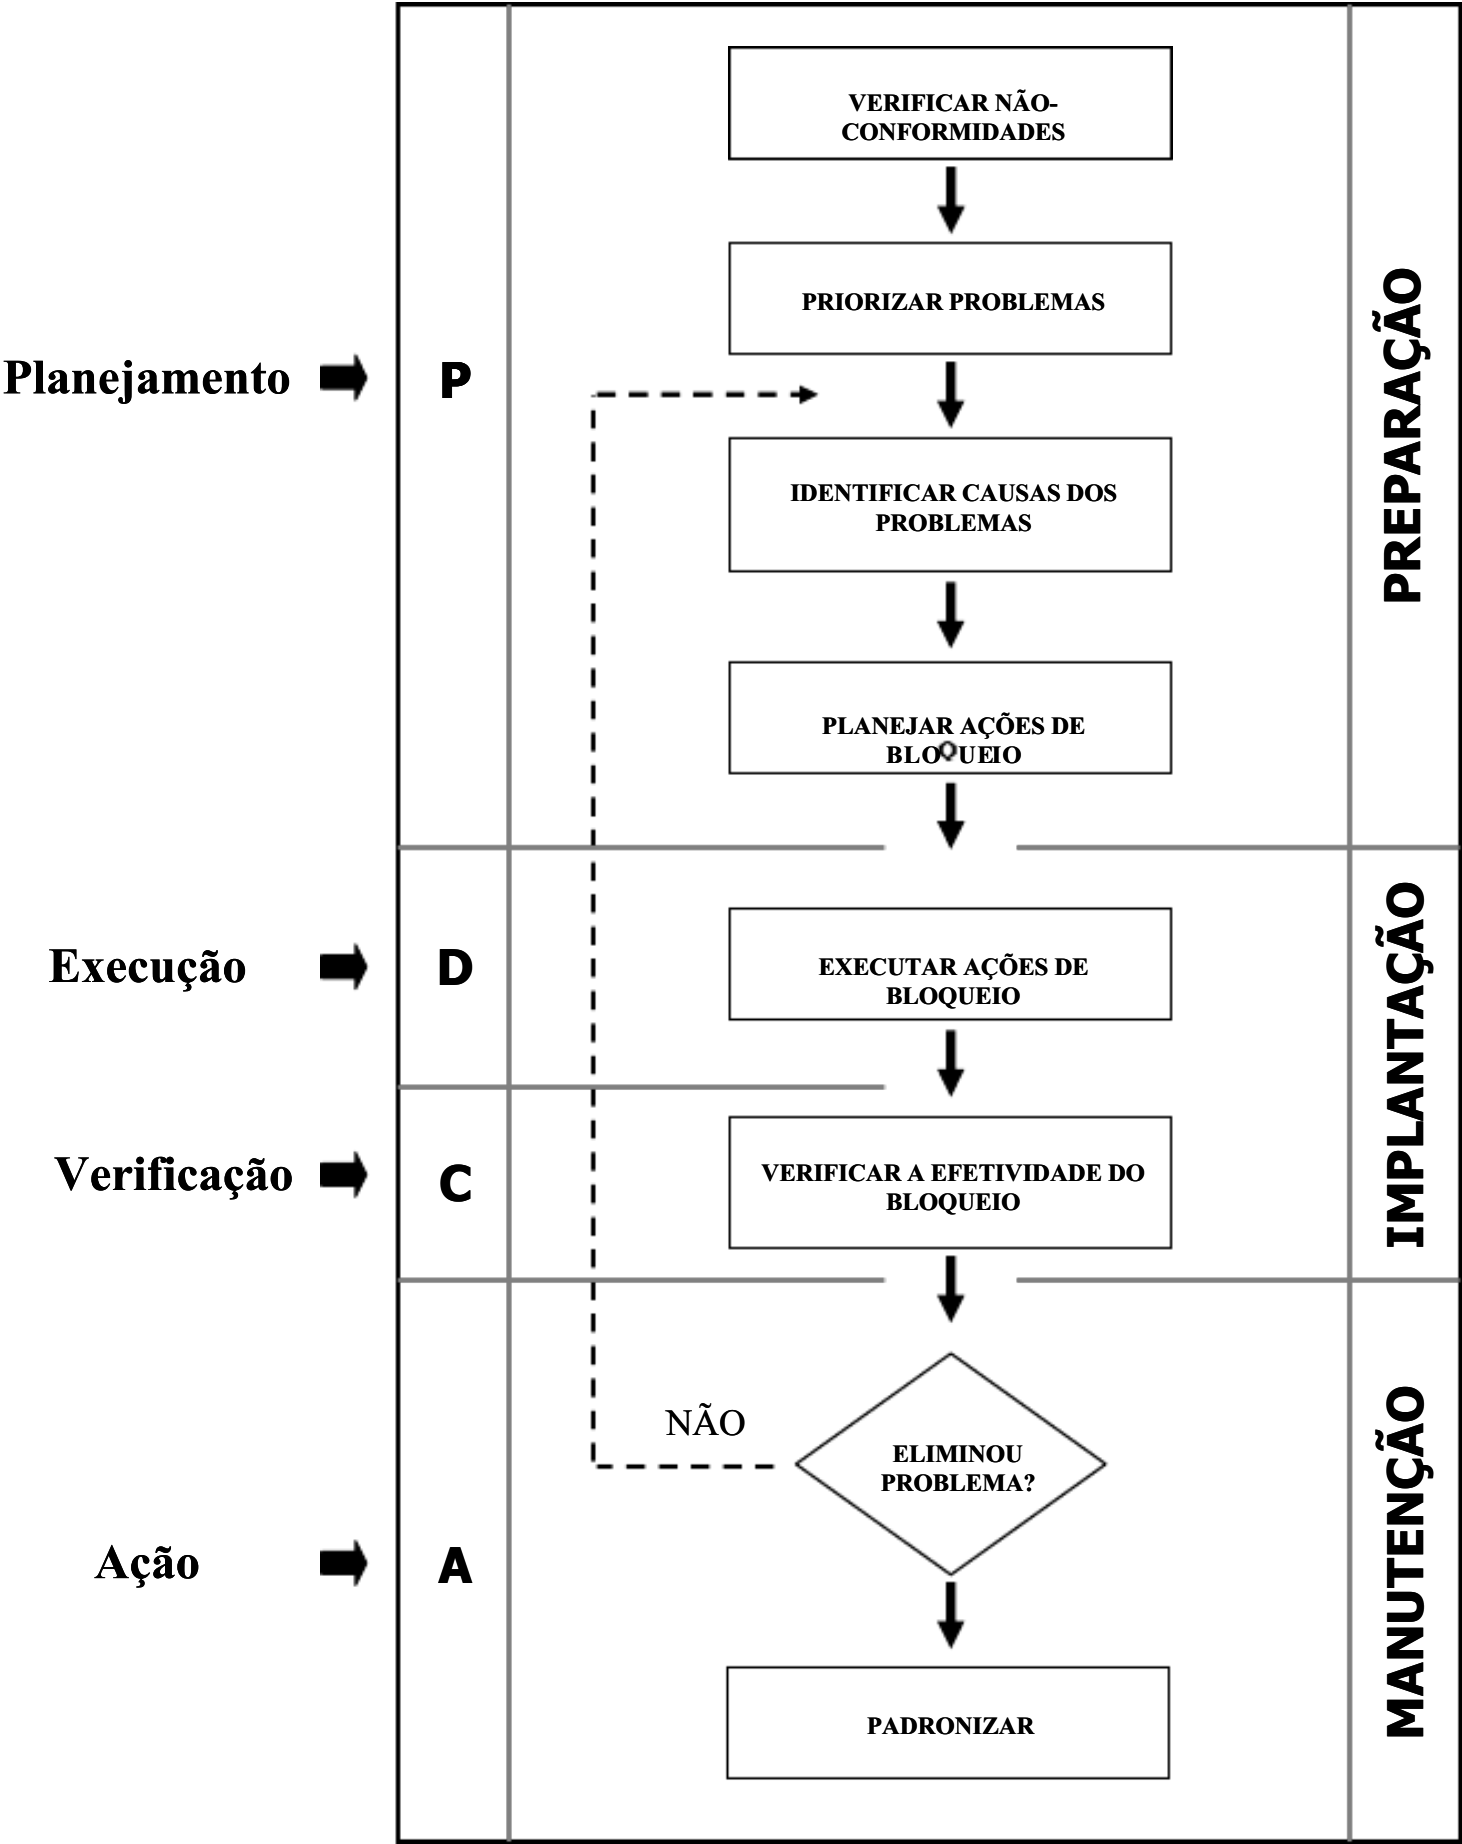 VERIFICAR NÃO-
CONFORMIDADES
PRIORIZAR PROBLEMAS
Planejamento
P
IDENTIFICAR CAUSAS DOS
PROBLEMAS
PLANEJAR AÇÕES DE
BLOQUEIO
PREPARAÇÃO
Execução
D
EXECUTAR AÇÕES DE
BLOQUEIO
Verificação
C
VERIFICAR A EFETIVIDADE DO
BLOQUEIO
IMPLANTAÇÃO
NÃO
ELIMINOU
PROBLEMA?
Ação
A
PADRONIZAR
MANUTENÇÃO